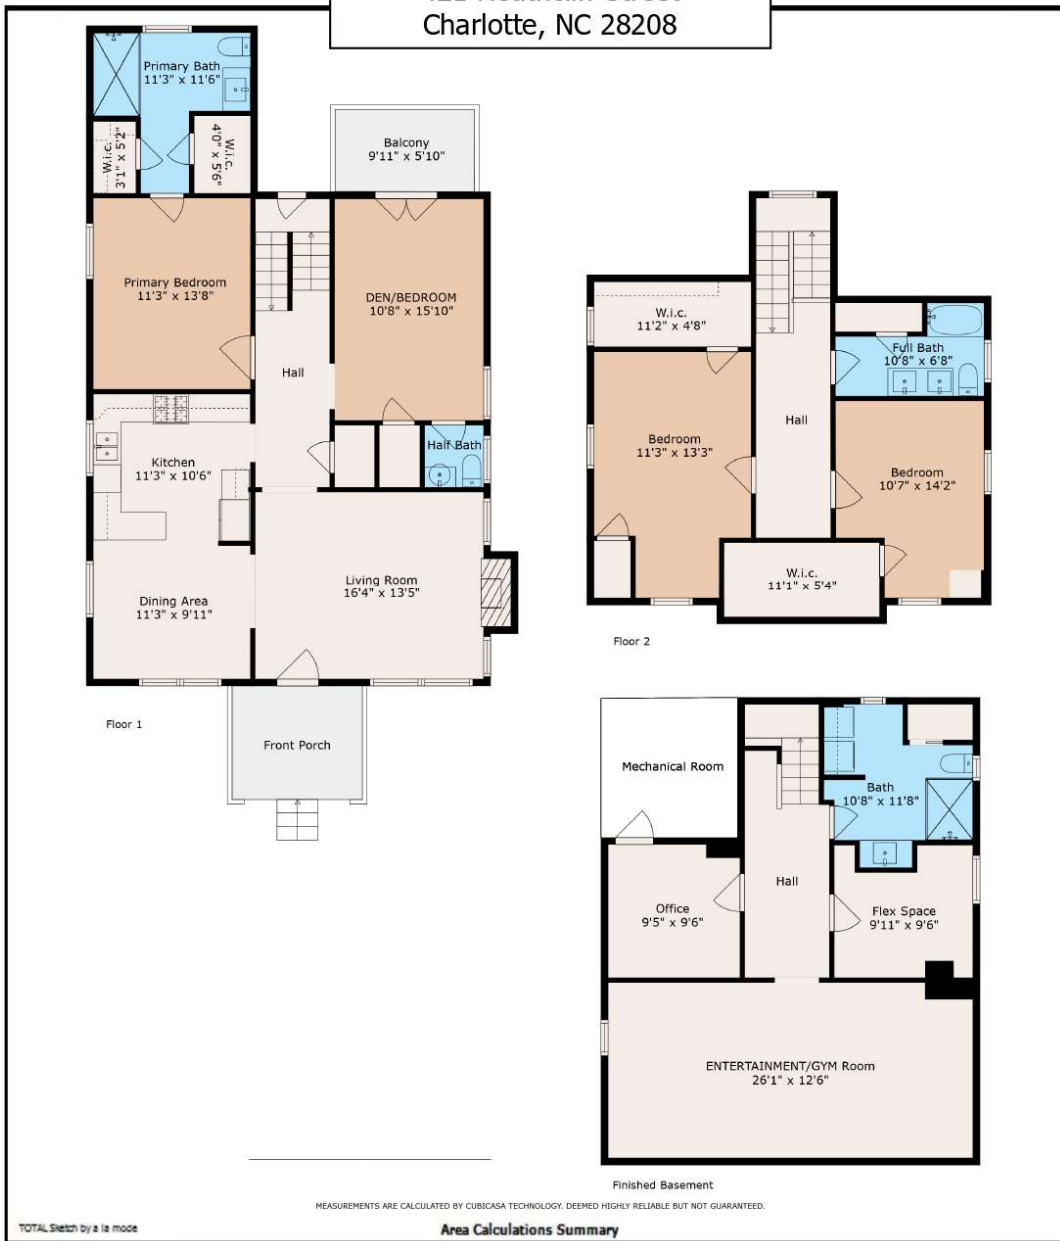 Charlotte, NC 28208
Primary Bath
11'3" x 11'6"
W.i.c.
3'1" x 5'2"
W.i.c.
4'0" x 5'6"
Balcony
9'11" x 5'10"
Primary Bedroom
11'3" x 13'8"
DEN/BEDROOM
10'8" x 15'10"
Hall
Kitchen
11'3" x 10'6"
Half Bath
Living Room
16'4" x 13'5"
Dining Area
11'3" x 9'11"
Front Porch
Floor 1
W.i.c.
11'2" x 4'8"
Full Bath
10'8" x 6'8"
Bedroom
11'3" x 13'3"
Hall
Bedroom
10'7" x 14'2"
W.i.c.
11'1" x 5'4"
Floor 2
Mechanical Room
Bath
10'8" x 11'8"
Hall
Office
9'5" x 9'6"
Flex Space
9'11" x 9'6"
ENTERTAINMENT/GYM Room
26'1" x 12'6"
Finished Basement
MEASUREMENTS ARE CALCULATED BY CUBICASA TECHNOLOGY. DEEMED HIGHLY RELIABLE BUT NOT GUARANTEED.
TOTAL Sketch by a la mode
Area Calculations Summary